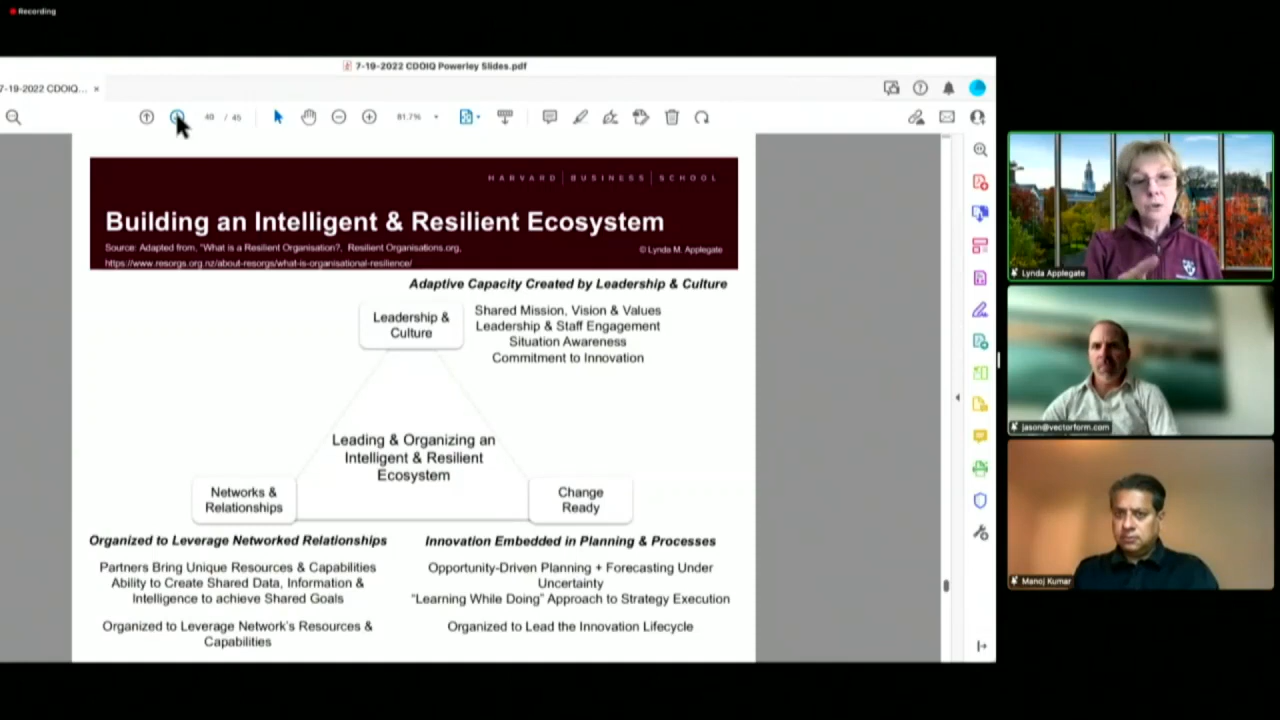 Recording
7-19-2022 CDOIQ Powerley Slides.pdf
7-19-2022 CDOIQ... ×
40 / 45
81.7%
HARVARD | BUSINESS | SCHOOL
Building an Intelligent & Resilient Ecosystem
Source: Adapted from, "What is a Resilient Organisation?, Resilient Organisations.org,
© Lynda M. Applegate
https://www.resorgs.org.nz/about-resorgs/what-is-organisational-resilience/
Adaptive Capacity Created by Leadership & Culture
Leadership &
Culture
Shared Mission, Vision & Values
Leadership & Staff Engagement
Situation Awareness
Commitment to Innovation
Leading & Organizing an
Intelligent & Resilient
Ecosystem
Networks &
Relationships
Change
Ready
Organized to Leverage Networked Relationships
Partners Bring Unique Resources & Capabilities
Ability to Create Shared Data, Information &
Intelligence to achieve Shared Goals
Organized to Leverage Network's Resources &
Capabilities
Innovation Embedded in Planning & Processes
Opportunity-Driven Planning + Forecasting Under
Uncertainty
"Learning While Doing" Approach to Strategy Execution
Organized to Lead the Innovation Lifecycle
Lynda Applegate
jason@vectorform.com
Manoj Kumar